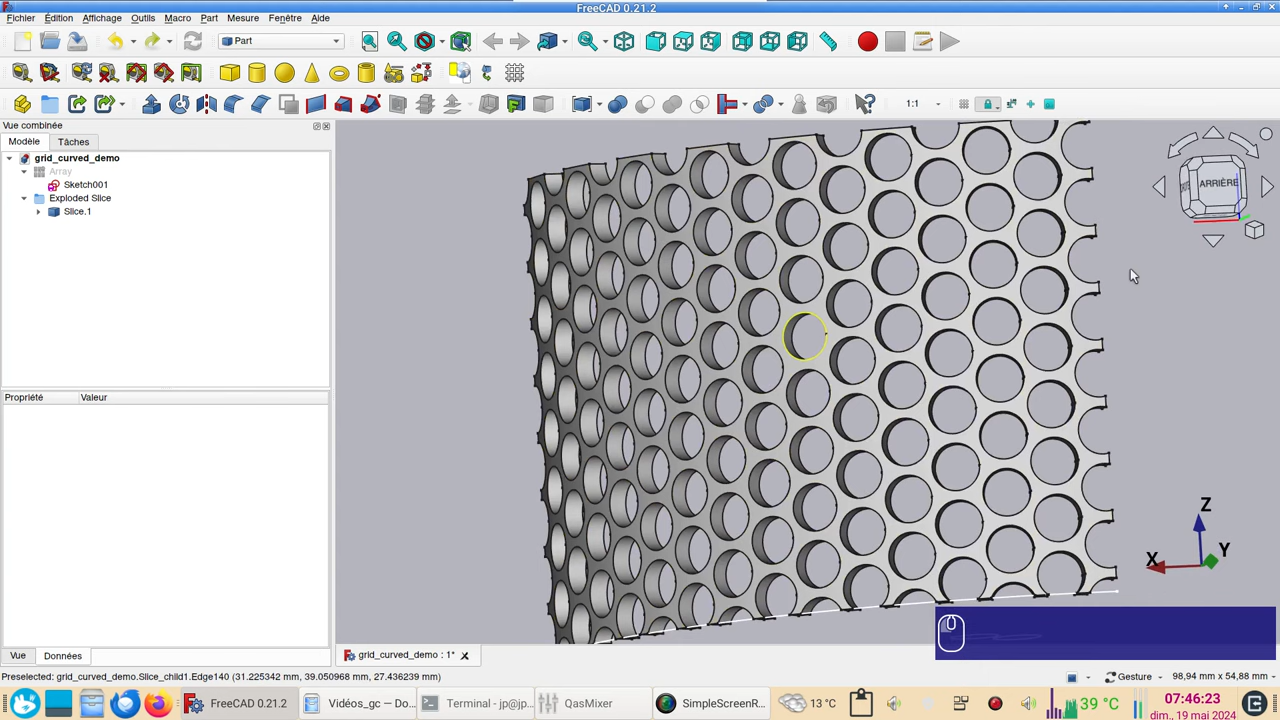 FreeCAD 0.21.2
Fichier Édition Affichage Outils Macro Part Mesure Fenêtre Aide
Part
1:1
Vue combinée
Modèle Tâches
grid_curved_demo
Array
Sketch001
Exploded Slice
Slice.1
Propriété Valeur
ARRIÈRE
Z
X Y
Vue Données
grid_curved_demo : 1*
Preselected: grid_curved_demo.Slice_child1.Edge140 (31.225342 mm, 39.050968 mm, 27.436239 mm)
Gesture 98,94 mm x 54,88 mm
FreeCAD 0.21.2 Vidéos_gc — Do... Terminal - jp@jp... QasMixer SimpleScreenR... 13 °C 39 °C 07:46:23
dim., 19 mai 2024